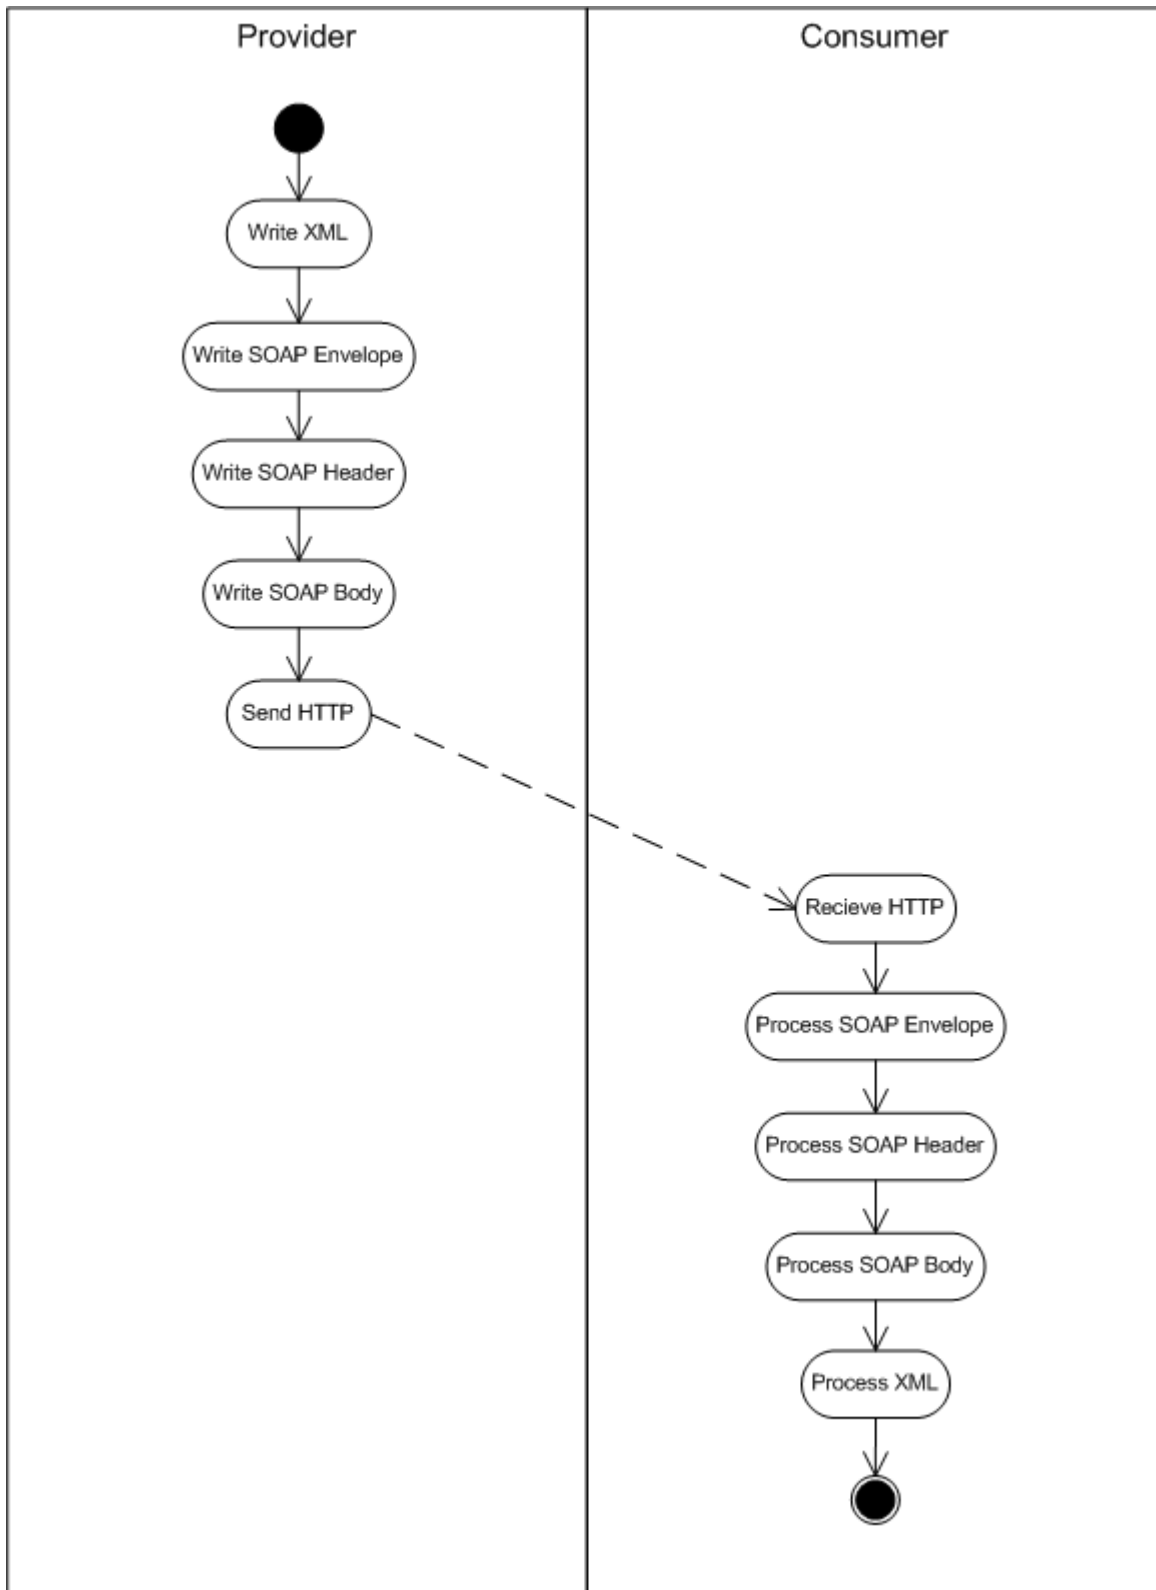 Provider
Consumer
Write XML
Write SOAP Envelope
Write SOAP Header
Write SOAP Body
Send HTTP
Recieve HTTP
Process SOAP Envelope
Process SOAP Header
Process SOAP Body
Process XML